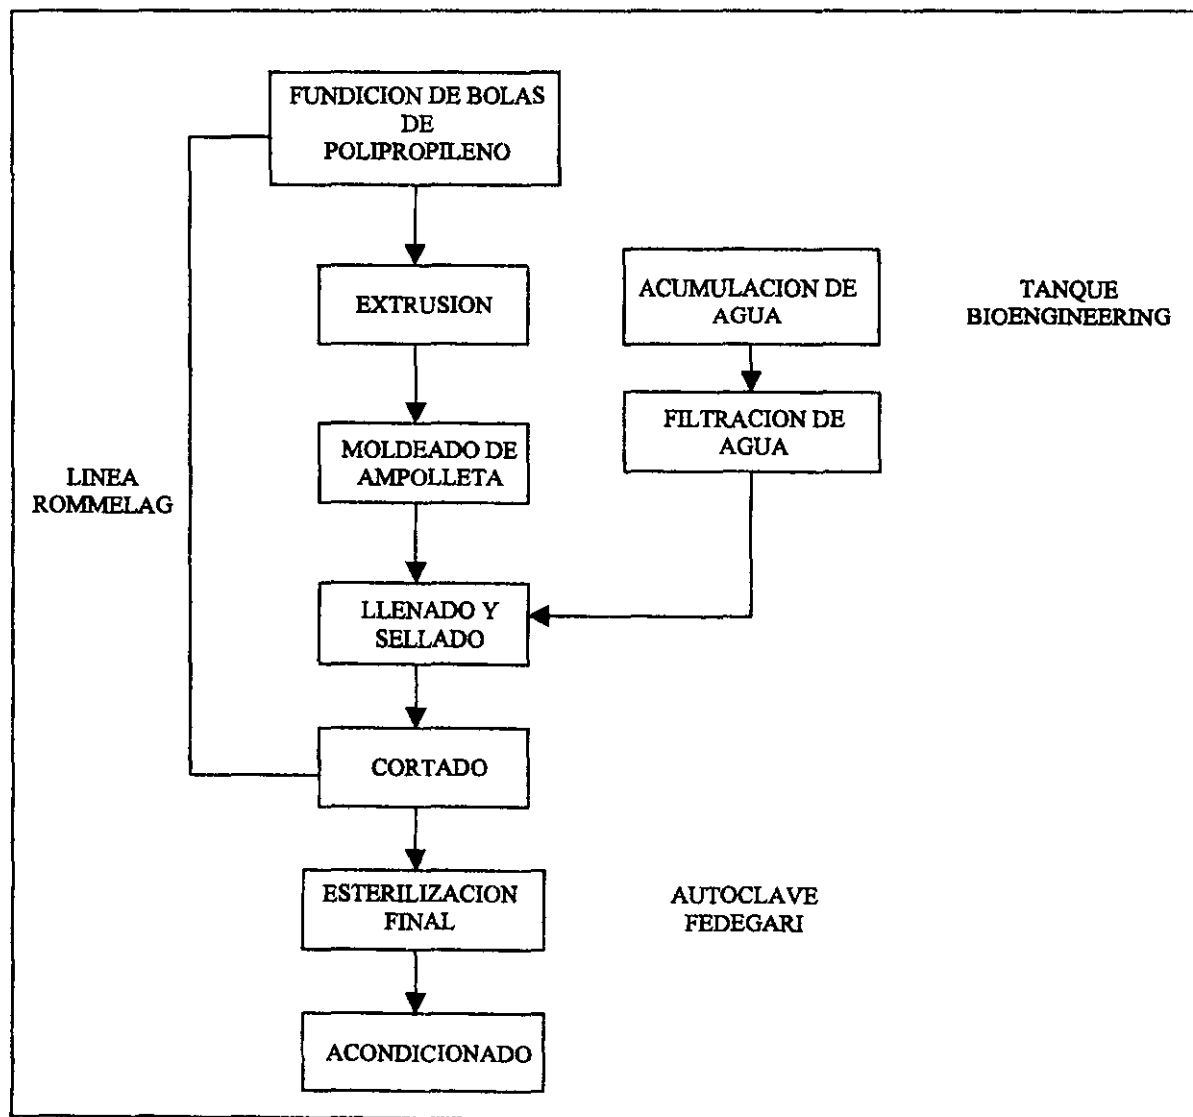 FUNDICION DE BOLAS
DE
POLIPROPILENO
EXTRUSION
ACUMULACION DE
AGUA
TANQUE
BIOENGINEERING
MOLDEADO DE
AMPOLLETA
FILTRACION DE
AGUA
LINEA
ROMMELAG
LLENADO Y
SELLADO
CORTADO
ESTERILIZACION
FINAL
AUTOCLAVE
FEDEGARI
ACONDICIONADO